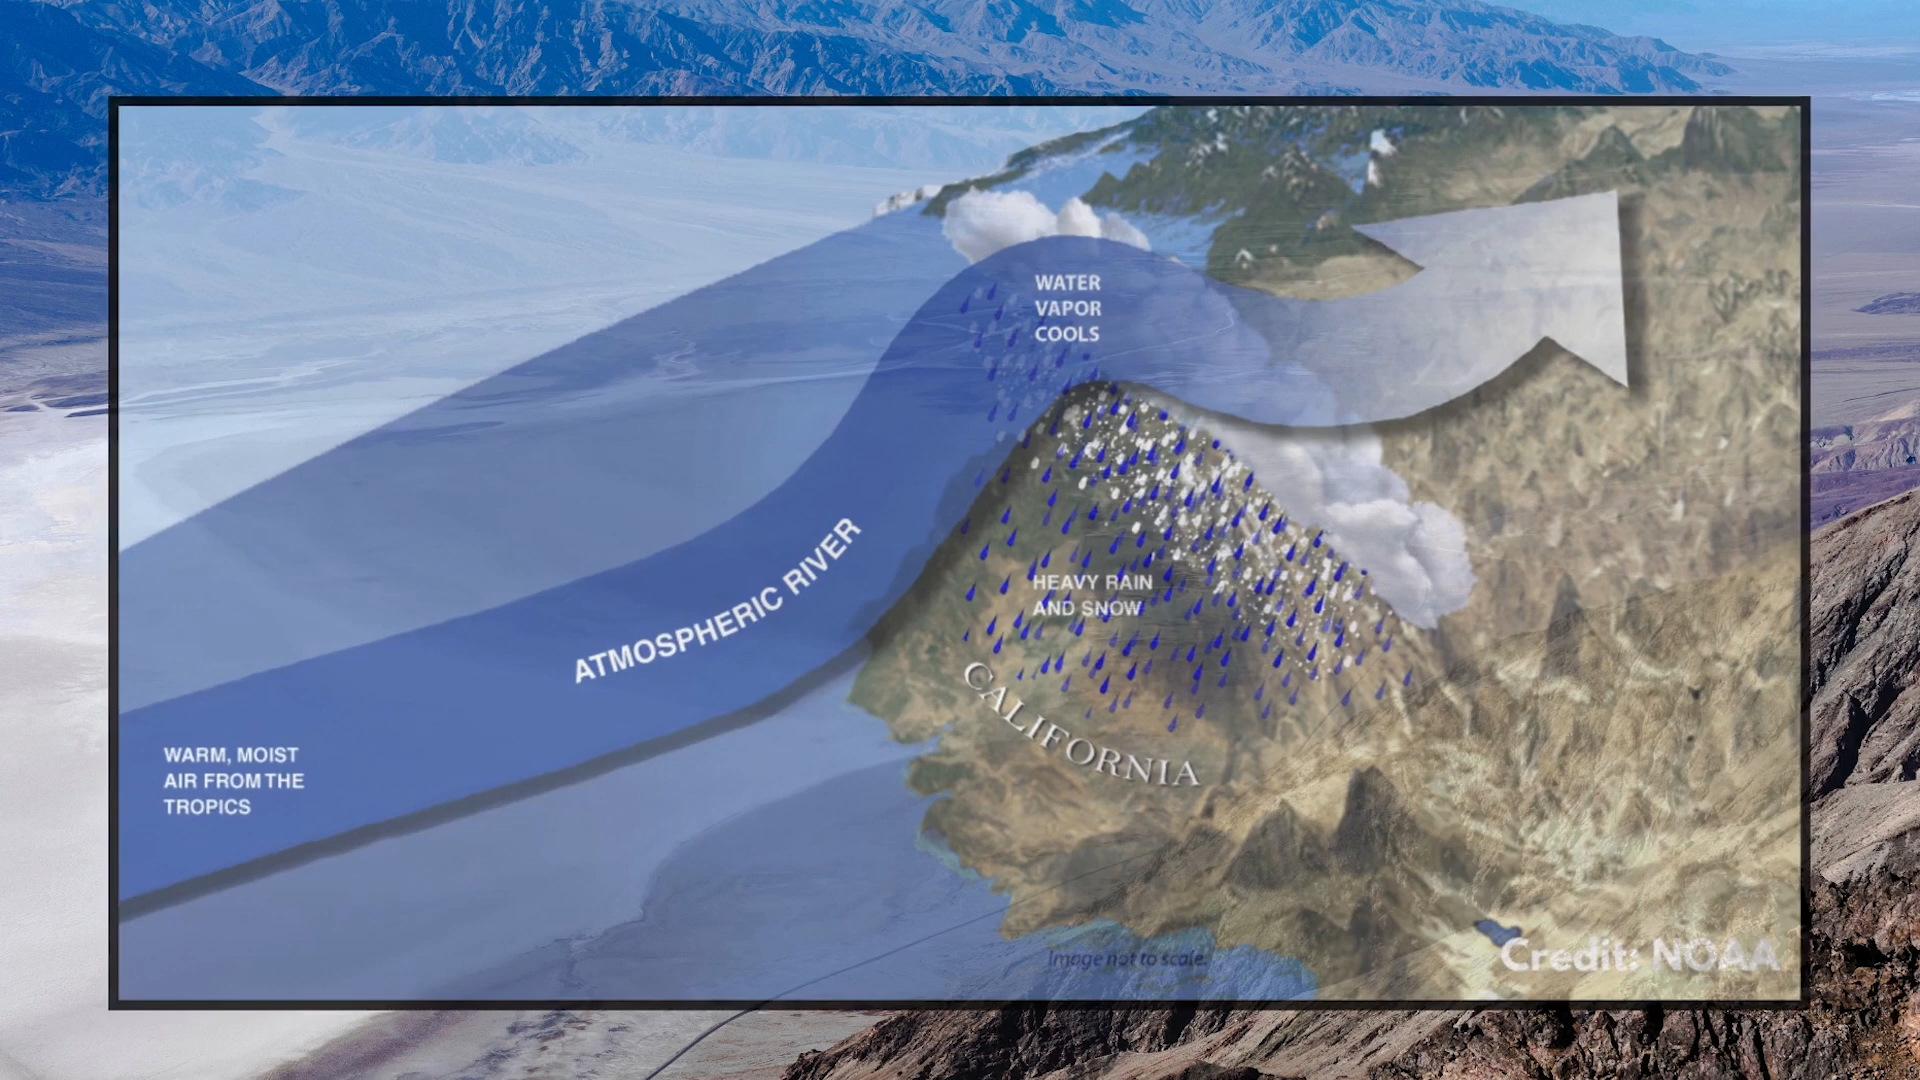 WATER
VAPOR
COOLS
ATMOSPHERIC RIVER
HEAVY RAIN
AND SNOW
CALIFORNIA
WARM, MOIST
AIR FROM THE
TROPICS
Image not to scale.
Credit: NOAA